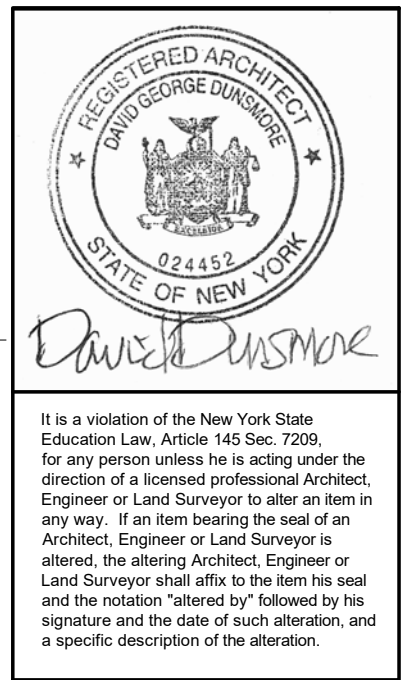 REGISTERED ARCHITECT
DAVID GEORGE DUNSMORE
EXCELSIOR
024452
STATE OF NEW YORK
David Dunsmore
It is a violation of the New York State
Education Law, Article 145 Sec. 7209,
for any person unless he is acting under the
direction of a licensed professional Architect,
Engineer or Land Surveyor to alter an item in
any way.  If an item bearing the seal of an
Architect, Engineer or Land Surveyor is
altered, the altering Architect, Engineer or
Land Surveyor shall affix to the item his seal
and the notation "altered by" followed by his
signature and the date of such alteration, and
a specific description of the alteration.